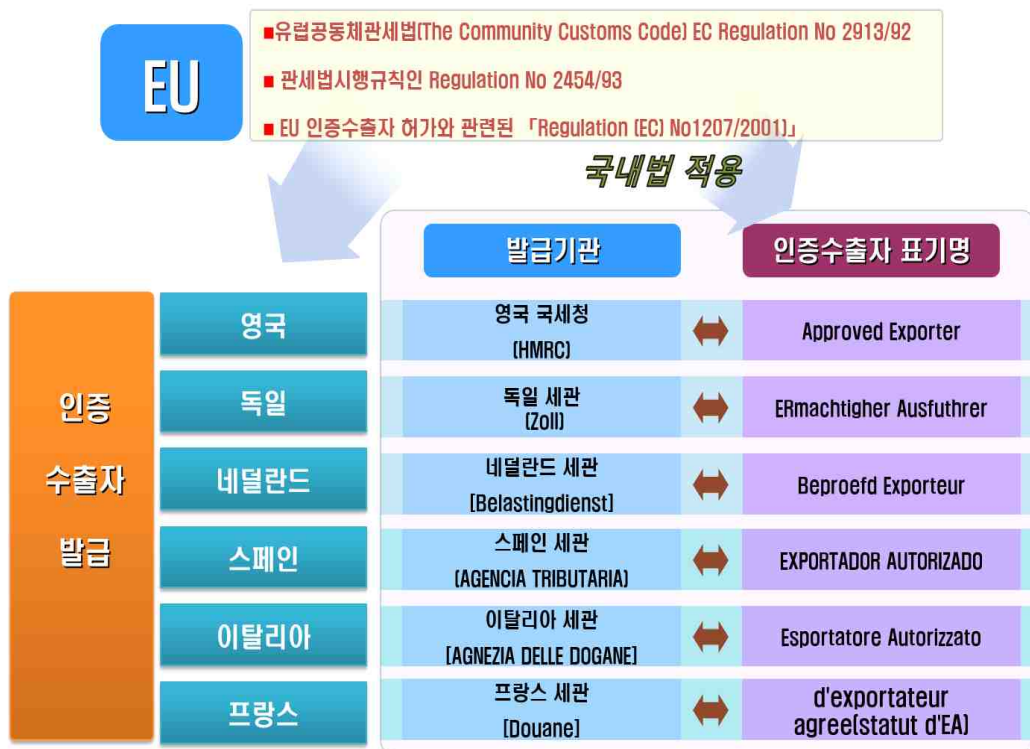 EU
■유럽공동체관세법(The Community Customs Code) EC Regulation No 2913/92
■ 관세법시행규칙인 Regulation No 2454/93
■ EU 인증수출자 허가와 관련된 「Regulation (EC) No1207/2001)」
국내법 적용
발급기관
인증수출자 표기명
인증
수출자
발급
영국
영국 국세청
(HMRC)
Approved Exporter
독일
독일 세관
(Zoll)
ERmachtigher Ausfuthrer
네덜란드
네덜란드 세관
[Belastingdienst]
Beproefd Exporteur
스페인
스페인 세관
(AGENCIA TRIBUTARIA)
EXPORTADOR AUTORIZADO
이탈리아
이탈리아 세관
[AGNEZIA DELLE DOGANE]
Esportatore Autorizzato
프랑스
프랑스 세관
[Douane]
d'exportateur
agree(statut d'EA)